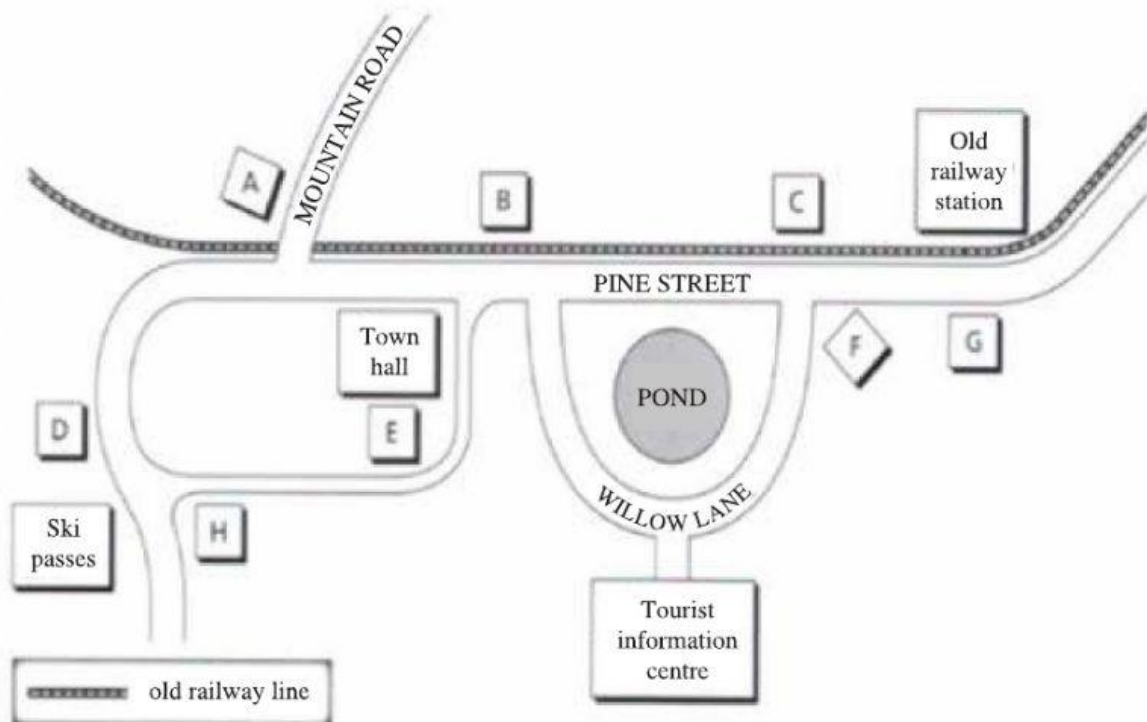 MOUNTAIN ROAD
A
B
C
Old
railway
station
PINE STREET
Town
hall
F
G
POND
D
E
WILLOW LANE
Ski
passes
H
Tourist
information
centre
old railway line